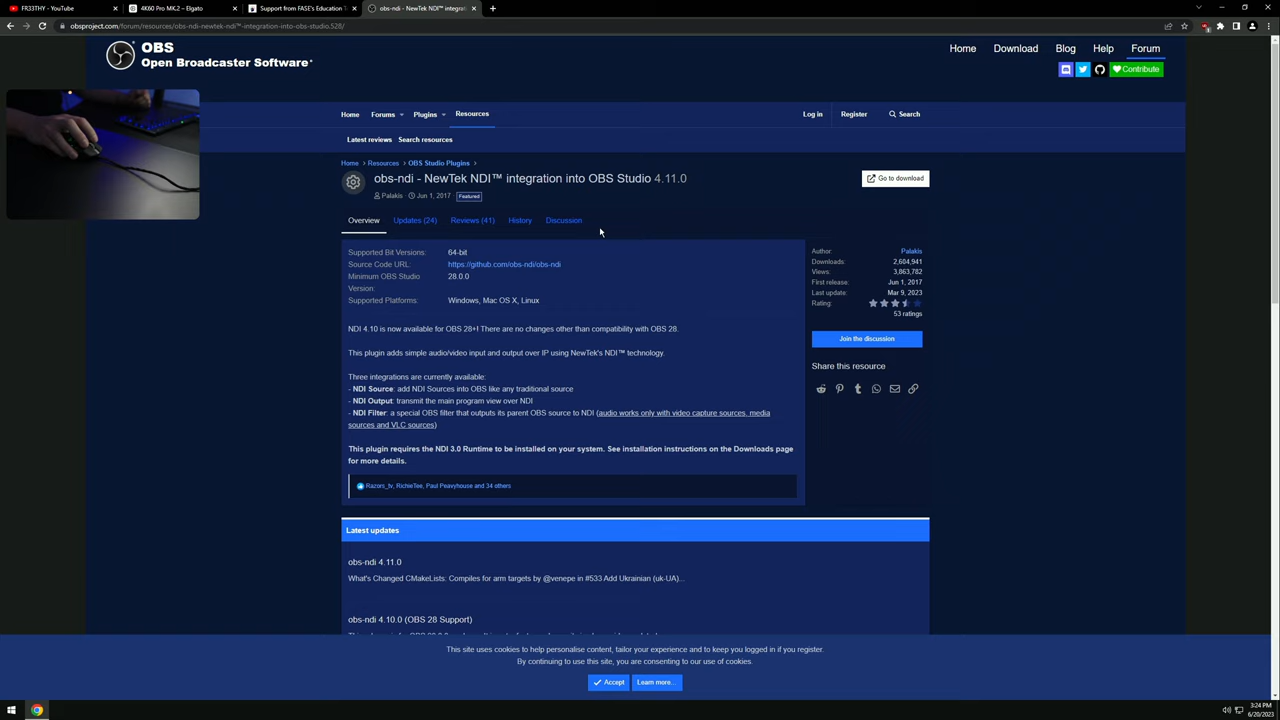 FR33THY - YouTube
4K60 Pro MK.2 – Elgato
Support from FASE's Education T
obs-ndi - NewTek NDI™ integrat
obsproject.com/forum/resources/obs-ndi-newtek-ndi™-integration-into-obs-studio.528/
OBS
Open Broadcaster Software
Home Download Blog Help Forum
Contribute
Home Forums Plugins Resources Log in Register Search
Latest reviews Search resources
Home Resources OBS Studio Plugins
obs-ndi - NewTek NDI™ integration into OBS Studio 4.11.0
Go to download
Palakis Jun 1, 2017 Featured
Overview Updates (24) Reviews (41) History Discussion
Supported Bit Versions: 64-bit
Source Code URL: https://github.com/obs-ndi/obs-ndi
Minimum OBS Studio 28.0.0
Version:
Supported Platforms: Windows, Mac OS X, Linux
NDI 4.10 is now available for OBS 28+! There are no changes other than compatibility with OBS 28.
This plugin adds simple audio/video input and output over IP using NewTek's NDI™ technology.
Three integrations are currently available:
- NDI Source: add NDI Sources into OBS like any traditional source
- NDI Output: transmit the main program view over NDI
- NDI Filter: a special OBS filter that outputs its parent OBS source to NDI (audio works only with video capture sources, media
sources and VLC sources)
This plugin requires the NDI 3.0 Runtime to be installed on your system. See installation instructions on the Downloads page
for more details.
Razors_tv, RichieTee, Paul Peavyhouse and 34 others
Author: Palakis
Downloads: 2,604,941
Views: 3,863,782
First release: Jun 1, 2017
Last update: Mar 9, 2023
Rating:
53 ratings
Join the discussion
Share this resource
Latest updates
obs-ndi 4.11.0
What's Changed CMakeLists: Compiles for arm targets by @venepe in #533 Add Ukrainian (uk-UA)...
obs-ndi 4.10.0 (OBS 28 Support)
This site uses cookies to help personalise content, tailor your experience and to keep you logged in if you register.
By continuing to use this site, you are consenting to our use of cookies.
Accept Learn more...
3:24 PM
6/20/2023